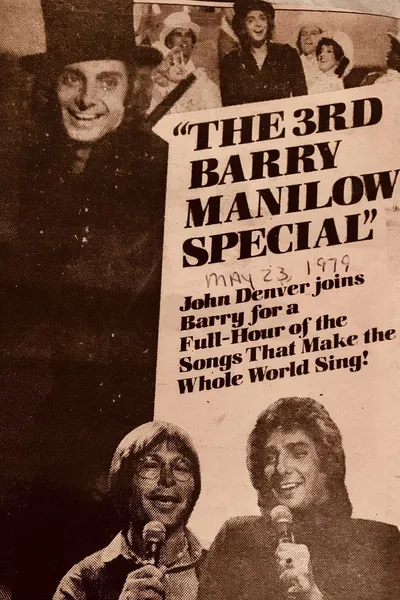 "THE 3RD
BARRY
MANILOW
SPECIAL"
MAY 23, 1979
John Denver joins
Barry for a
Full-Hour of the
Songs That Make the
Whole World Sing!